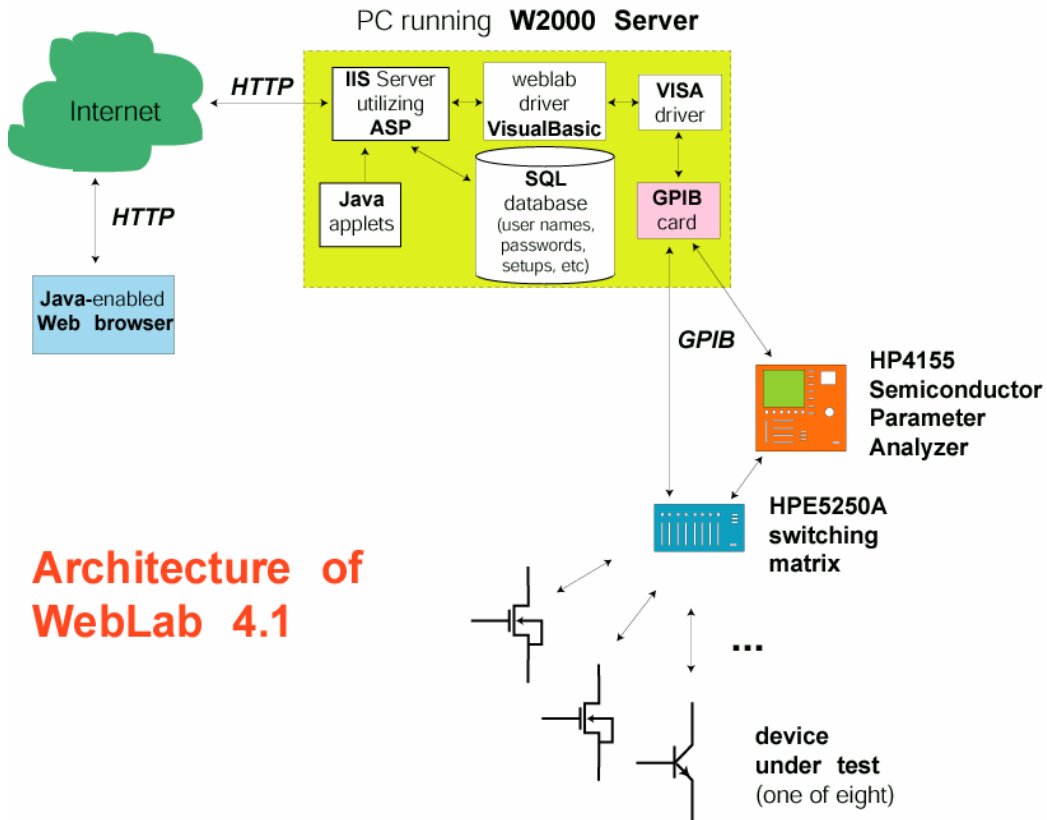 PC running W2000 Server
Internet
HTTP
IIS Server
utilizing
ASP
weblab
driver
VisualBasic
VISA
driver
Java
applets
SQL
database
(user names,
passwords,
setups, etc)
GPIB
card
HTTP
Java-enabled
Web browser
GPIB
HP4155
Semiconductor
Parameter
Analyzer
HPE5250A
switching
matrix
Architecture of
WebLab 4.1
...
device
under test
(one of eight)